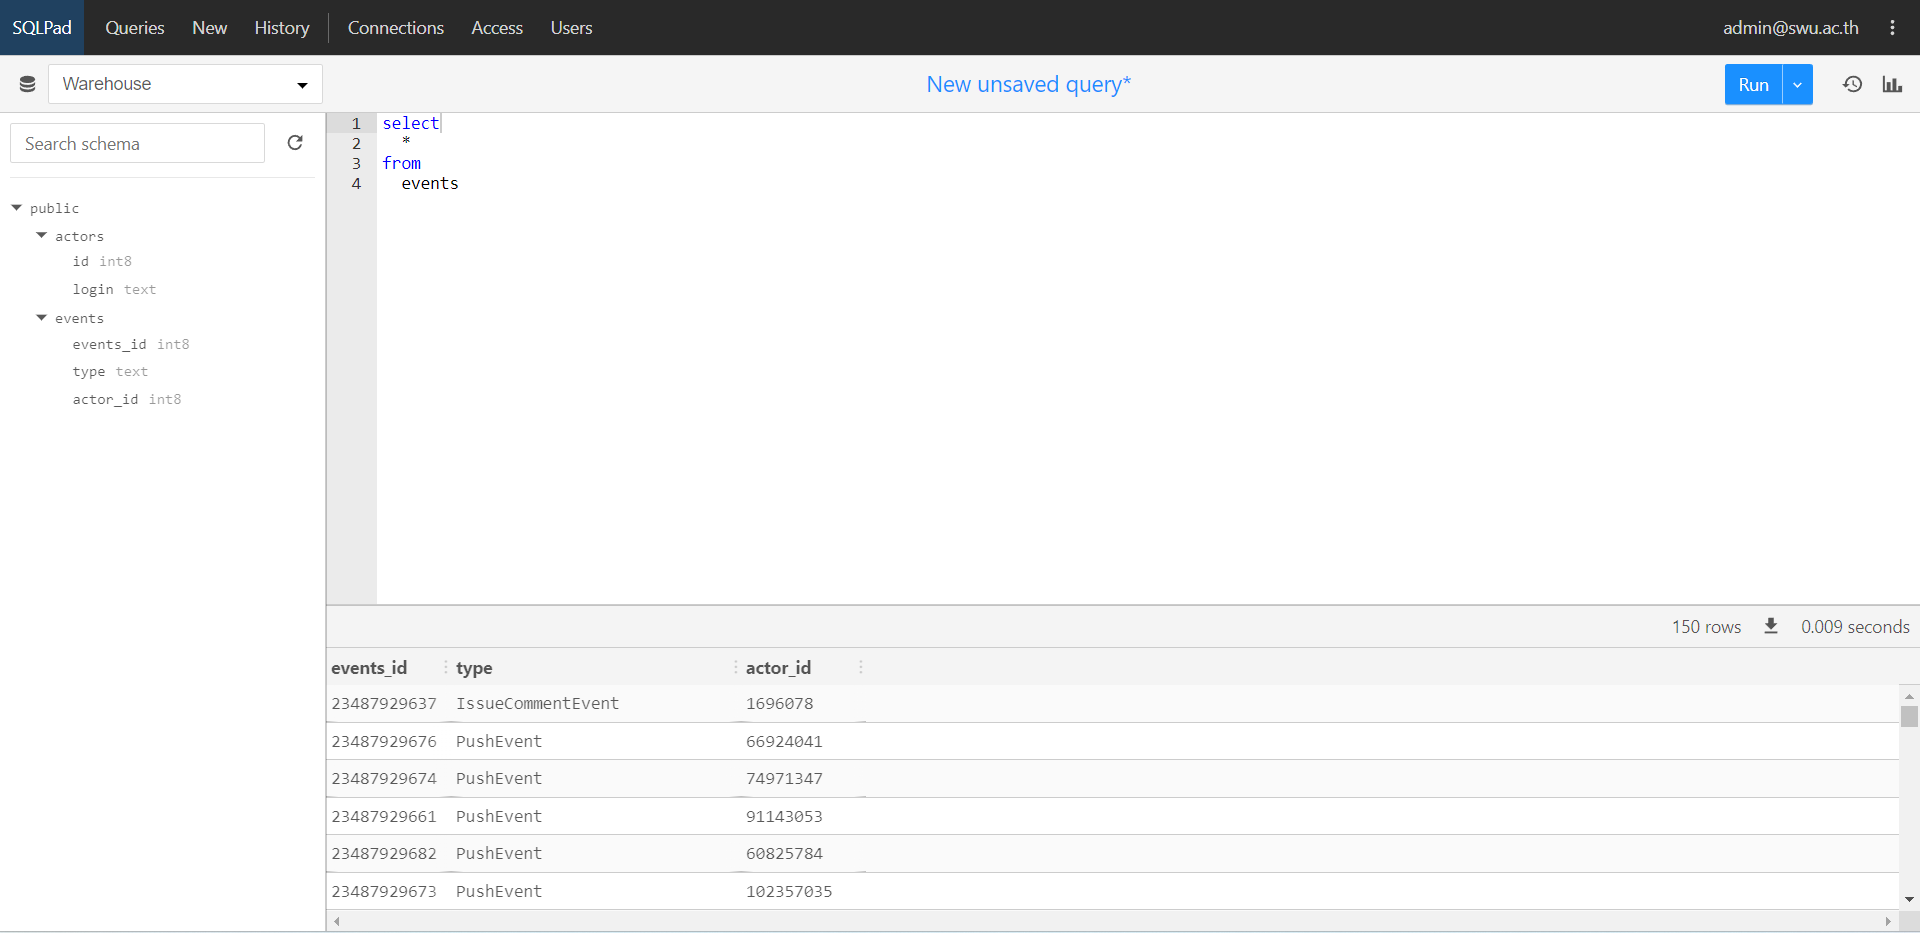 SQLPad Queries New History Connections Access Users admin@swu.ac.th
Warehouse New unsaved query* Run
Search schema
public
actors
id int8
login text
events
events_id int8
type text
actor_id int8
1 select
2 *
3 from
4 events
150 rows 0.009 seconds
events_id type actor_id
23487929637 IssueCommentEvent 1696078
23487929676 PushEvent 66924041
23487929674 PushEvent 74971347
23487929661 PushEvent 91143053
23487929682 PushEvent 60825784
23487929673 PushEvent 102357035